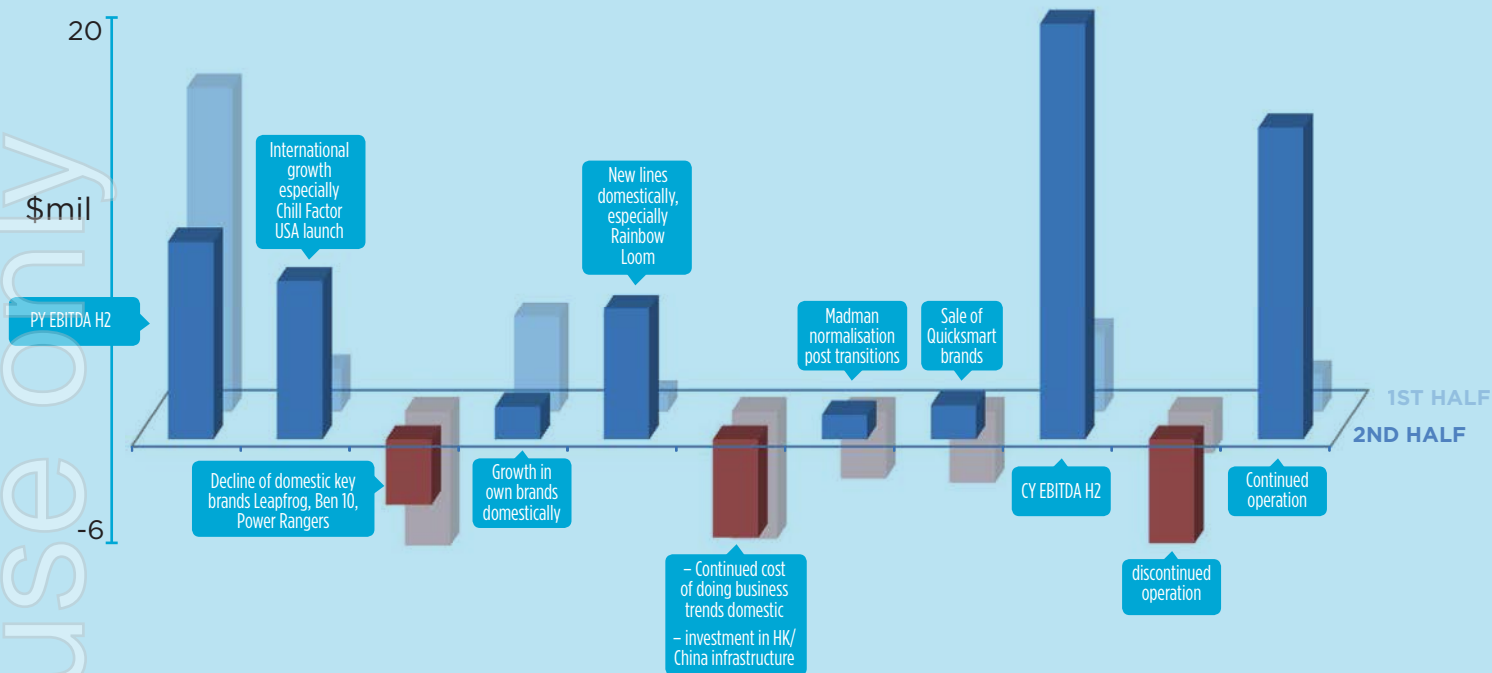 20
$mil
-6
use only
PY EBITDA H2
International
growth
especially
Chill Factor
USA launch
Decline of domestic key
brands Leapfrog, Ben 10,
Power Rangers
Growth in
own brands
domestically
New lines
domestically,
especially
Rainbow
Loom
– Continued cost
of doing business
trends domestic
– investment in HK/
China infrastructure
Madman
normalisation
post transitions
Sale of
Quicksmart
brands
CY EBITDA H2
discontinued
operation
Continued
operation
1ST HALF
2ND HALF